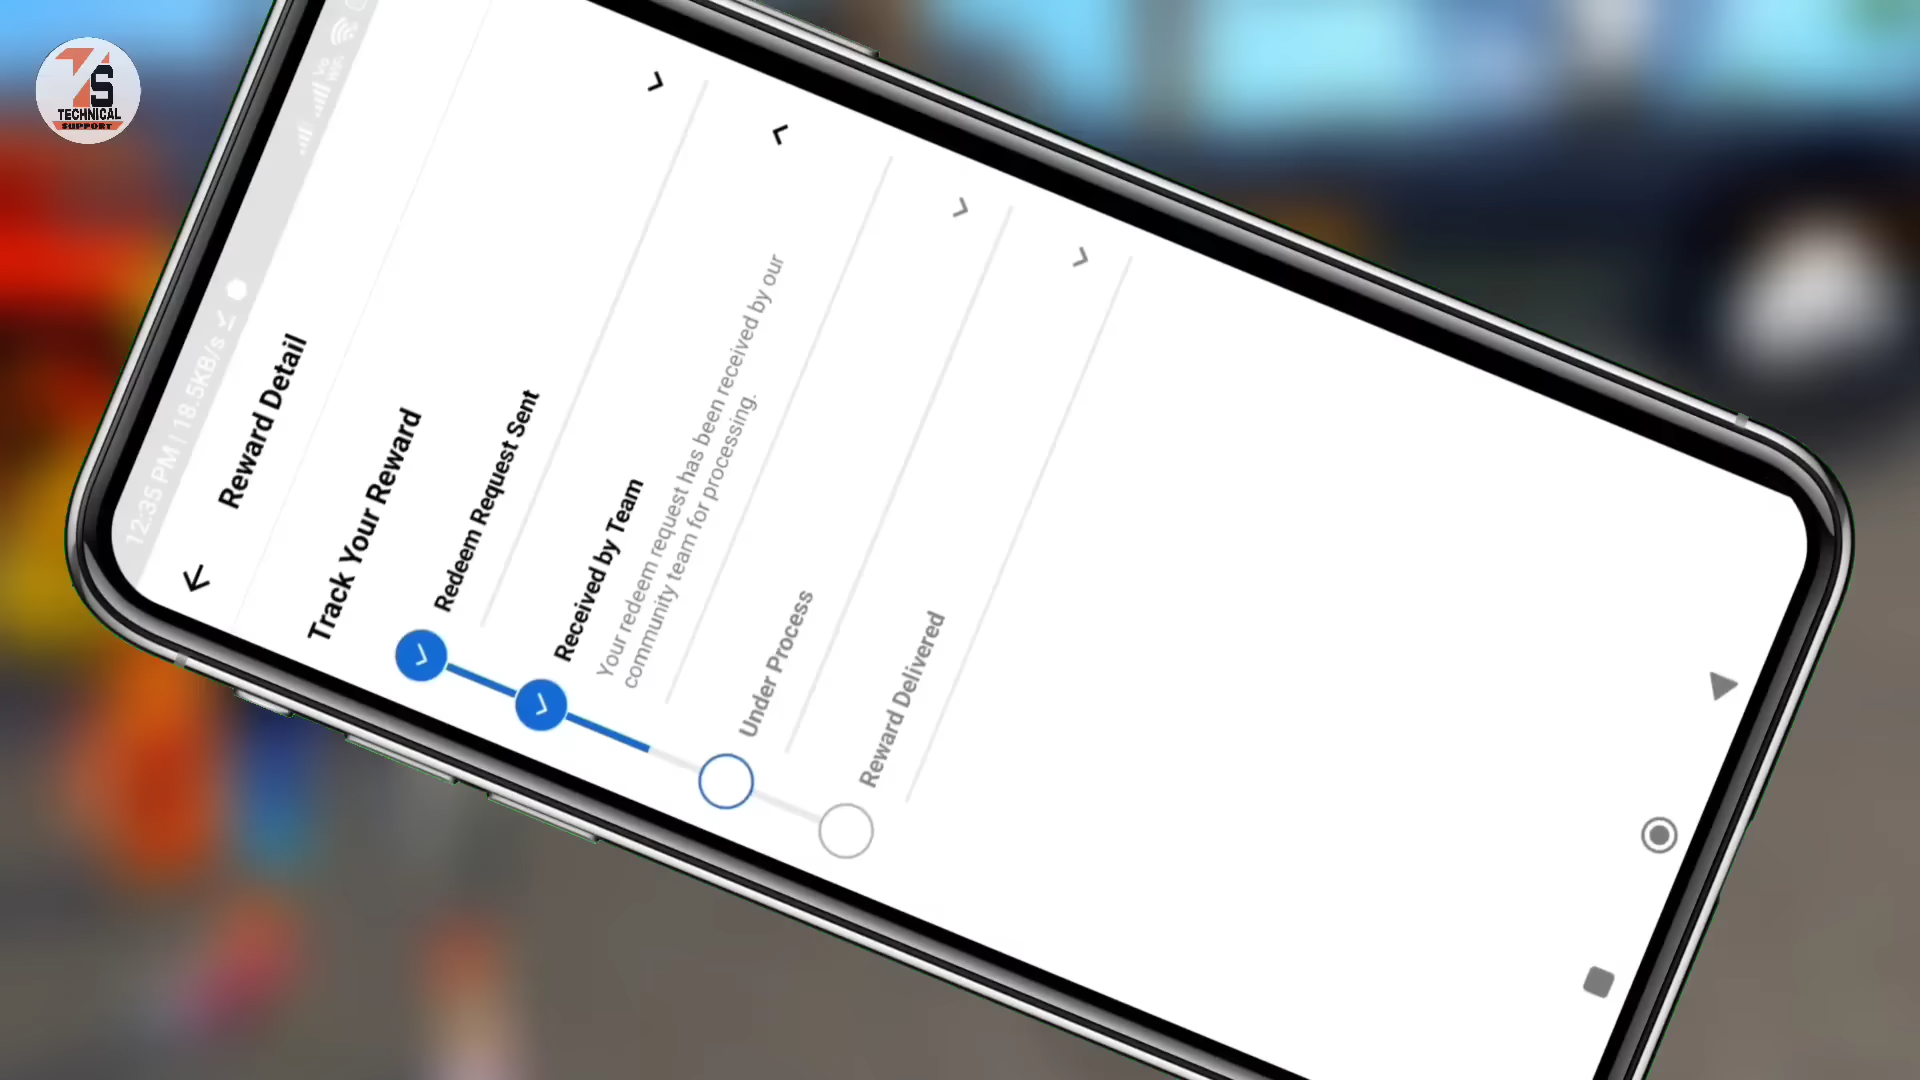 TS
TECHNICAL
SUPPORT
12:35 PM | 18.5KB/s
Reward Detail
Track Your Reward
Redeem Request Sent
Received by Team
Your redeem request has been received by our
community team for processing.
Under Process
Reward Delivered